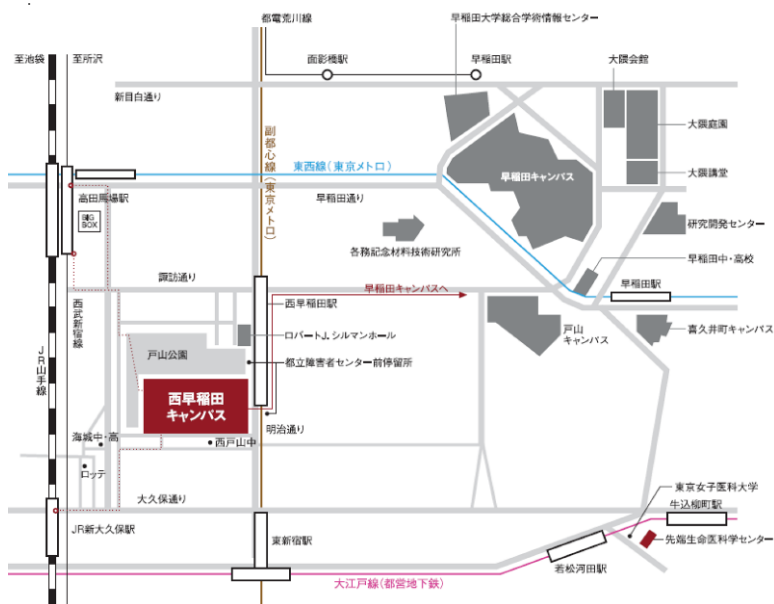 都電荒川線
早稲田大学総合学術情報センター
至池袋
至所沢
面影橋駅
早稲田駅
大隈会館
新目白通り
大隈庭園
副都心線(東京メトロ)
東西線(東京メトロ)
早稲田キャンパス
大隈講堂
高田馬場駅
早稲田通り
BIG
BOX
研究開発センター
各務記念材料技術研究所
早稲田中・高校
諏訪通り
早稲田キャンパスへ
早稲田駅
西武新宿線
西早稲田駅
ロバートJ.シルマンホール
戸山
キャンパス
喜久井町キャンパス
JR山手線
戸山公園
都立障害者センター前停留所
西早稲田
キャンパス
明治通り
海城中・高
西戸山中
ロッテ
大久保通り
東京女子医科大学
牛込柳町駅
JR新大久保駅
東新宿駅
先端生命医科学センター
若松河田駅
大江戸線(都営地下鉄)